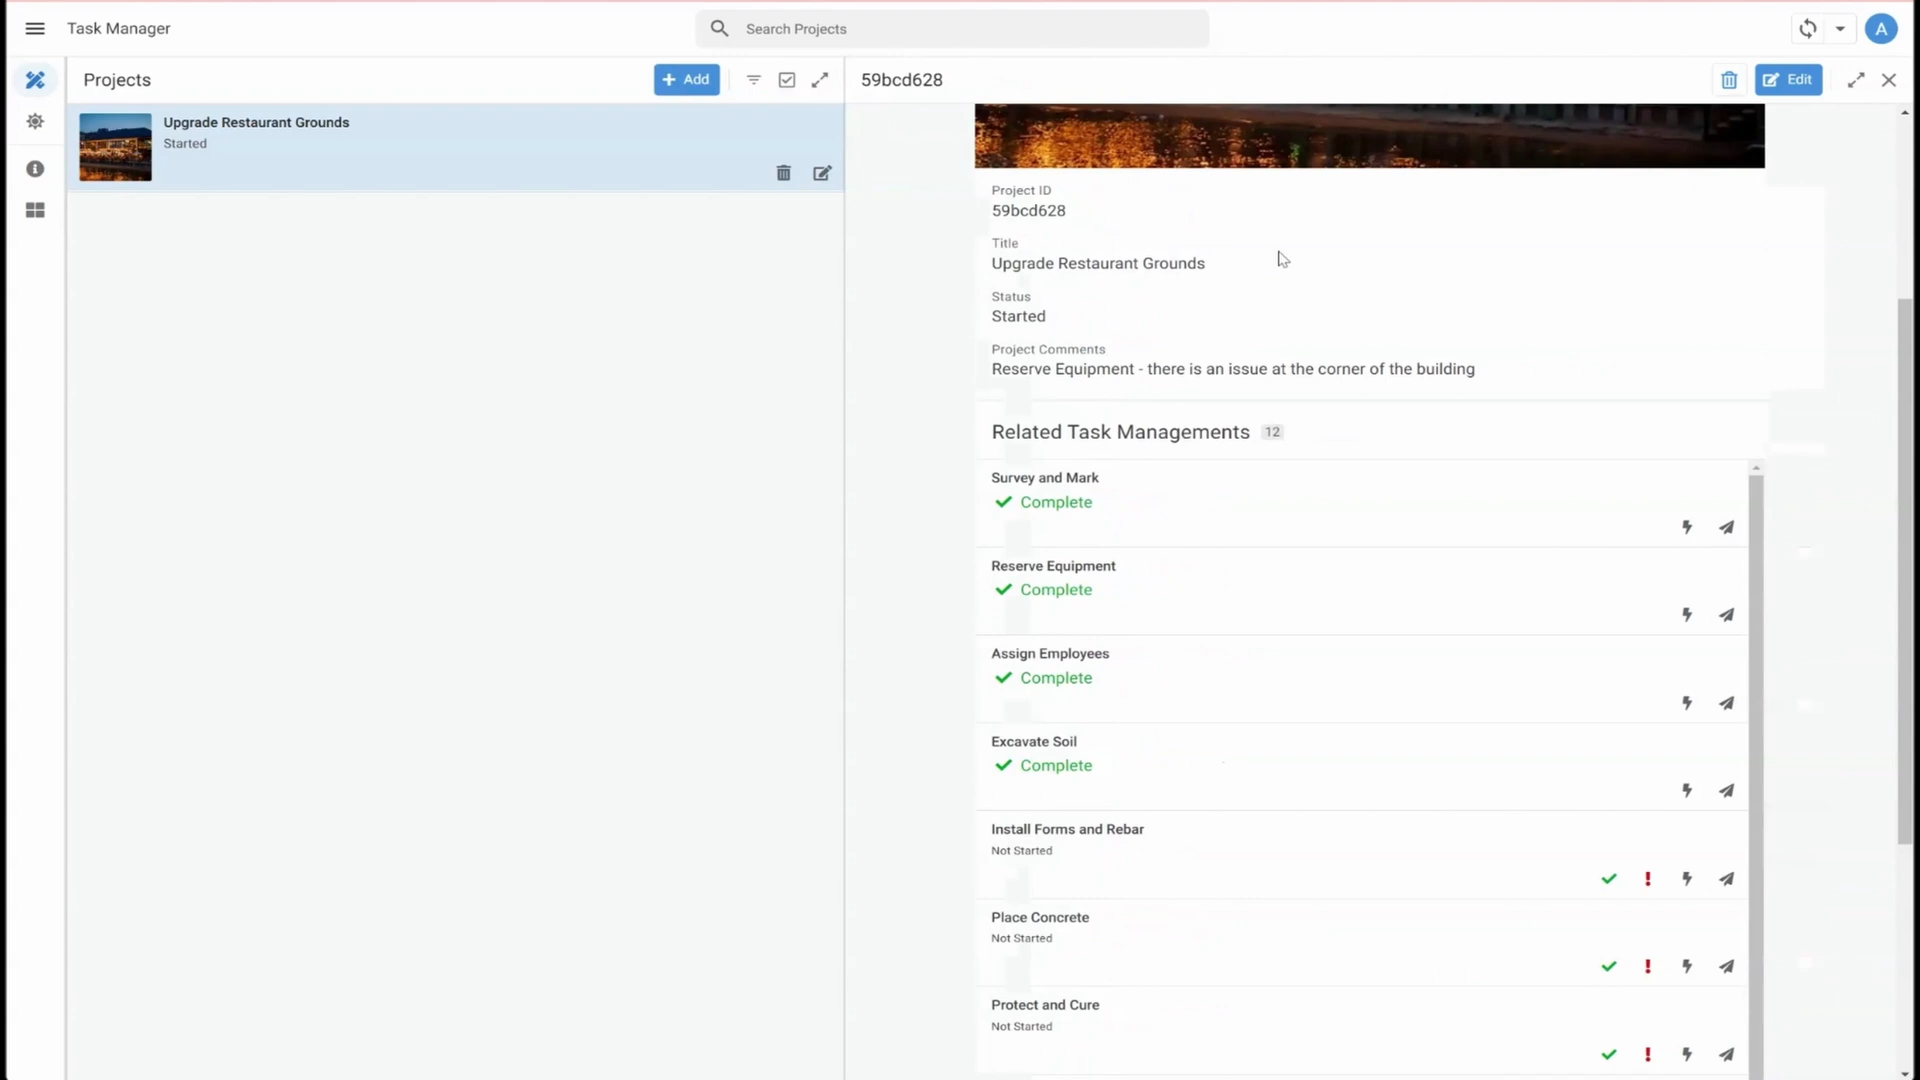 Task Manager
Search Projects
A
Projects
Add
59bcd628
Edit
Upgrade Restaurant Grounds
Started
Project ID
59bcd628
Title
Upgrade Restaurant Grounds
Status
Started
Project Comments
Reserve Equipment - there is an issue at the corner of the building
Related Task Managements 12
Survey and Mark
Complete
Reserve Equipment
Complete
Assign Employees
Complete
Excavate Soil
Complete
Install Forms and Rebar
Not Started
Place Concrete
Not Started
Protect and Cure
Not Started